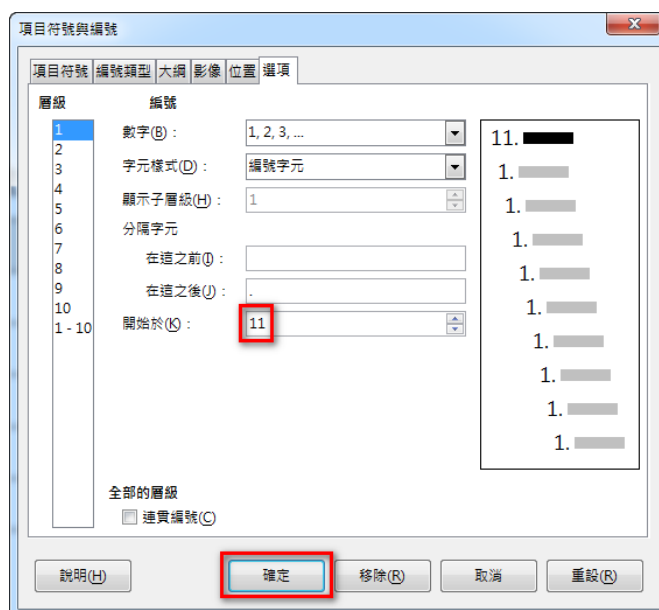 項目符號與編號
項目符號 編號類型 大綱 影像 位置 選項
層級 編號
1
2
3
4
5
6
7
8
9
10
1 - 10
數字(B)： 1, 2, 3, ...
字元樣式(D)： 編號字元
顯示子層級(H)： 1
分隔字元
在這之前(I)：
在這之後(J)： .
開始於(K)： 11
11.
1.
1.
1.
1.
1.
1.
1.
1.
1.
全部的層級
連貫編號(C)
說明(H) 確定 移除(R) 取消 重設(R)